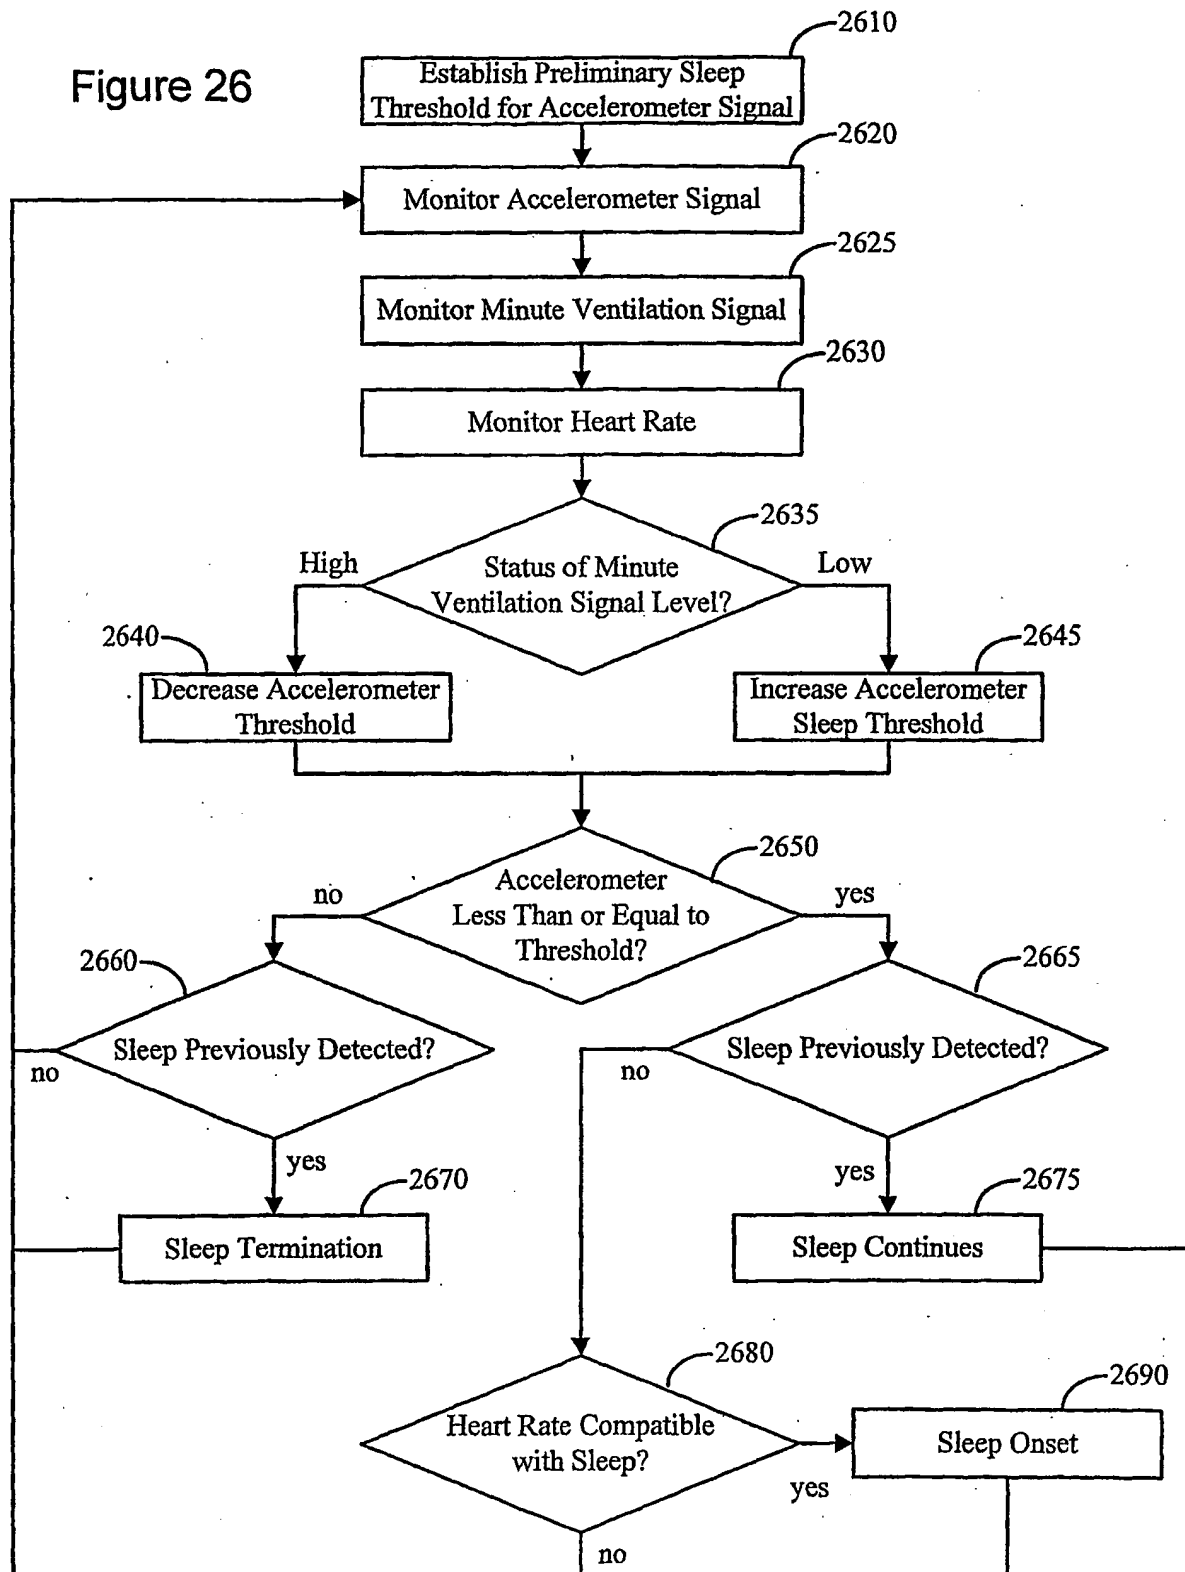 Figure 26
2610
Establish Preliminary Sleep
Threshold for Accelerometer Signal
2620
Monitor Accelerometer Signal
2625
Monitor Minute Ventilation Signal
2630
Monitor Heart Rate
2635
High
Status of Minute
Ventilation Signal Level?
Low
2640
Decrease Accelerometer
Threshold
2645
Increase Accelerometer
Sleep Threshold
2650
no
Accelerometer
Less Than or Equal to
Threshold?
yes
2660
Sleep Previously Detected?
no
2665
Sleep Previously Detected?
no
yes
2670
Sleep Termination
yes
2675
Sleep Continues
2680
Heart Rate Compatible
with Sleep?
yes
2690
Sleep Onset
no